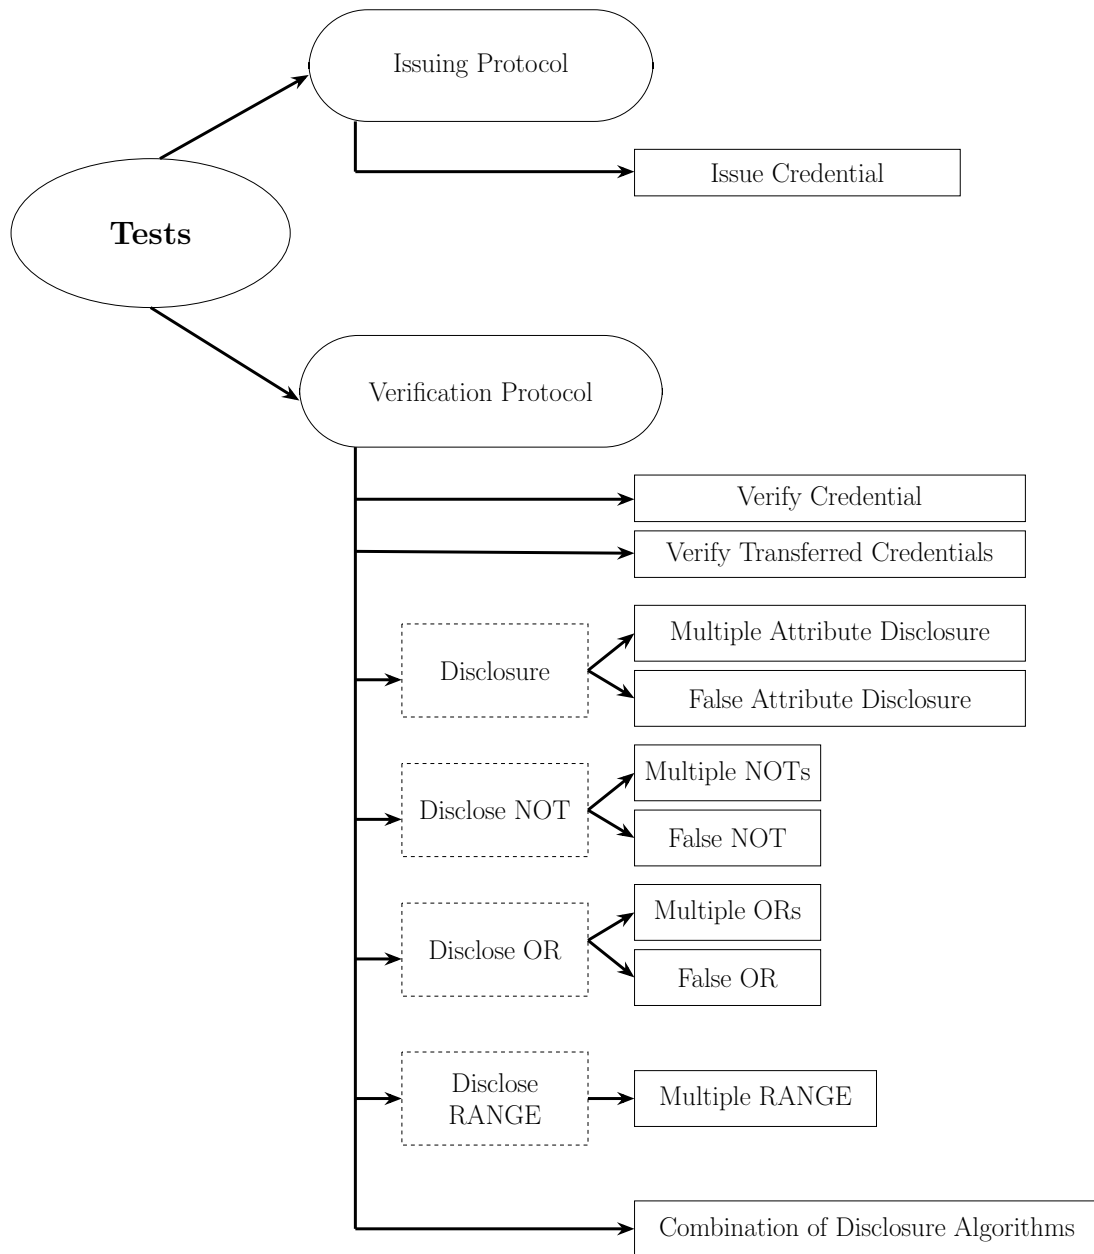 Issuing Protocol
Issue Credential
Tests
Verification Protocol
Verify Credential
Verify Transferred Credentials
Disclosure
Multiple Attribute Disclosure
False Attribute Disclosure
Disclose NOT
Multiple NOTs
False NOT
Disclose OR
Multiple ORs
False OR
Disclose
RANGE
Multiple RANGE
Combination of Disclosure Algorithms